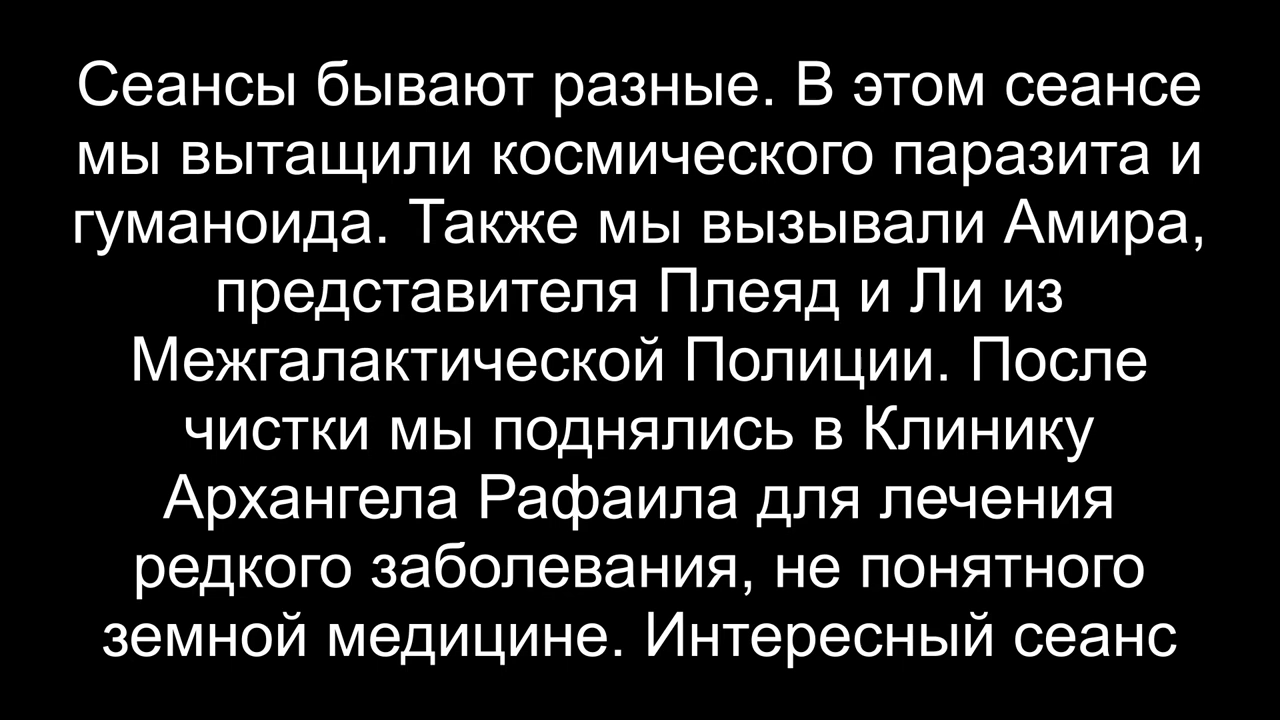 Сеансы бывают разные. В этом сеансе
мы вытащили космического паразита и
гуманоида. Также мы вызывали Амира,
представителя Плеяд и Ли из
Межгалактической Полиции. После
чистки мы поднялись в Клинику
Архангела Рафаила для лечения
редкого заболевания, не понятного
земной медицине. Интересный сеанс